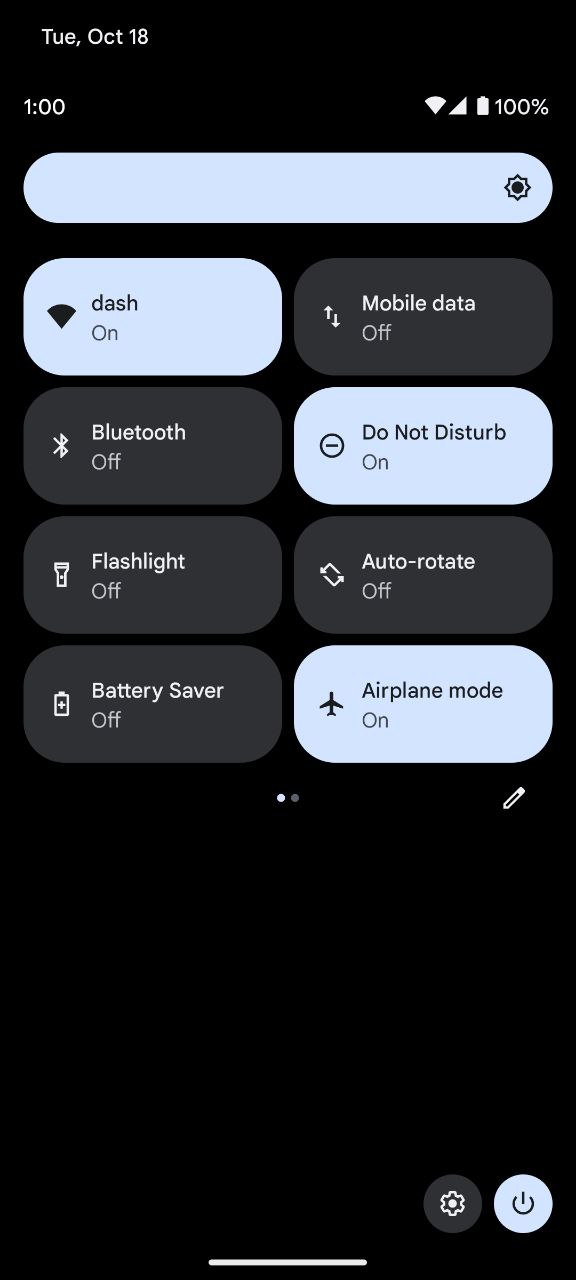 Tue, Oct 18
1:00
100%
dash
On
Mobile data
Off
Bluetooth
Off
Do Not Disturb
On
Flashlight
Off
Auto-rotate
Off
Battery Saver
Off
Airplane mode
On